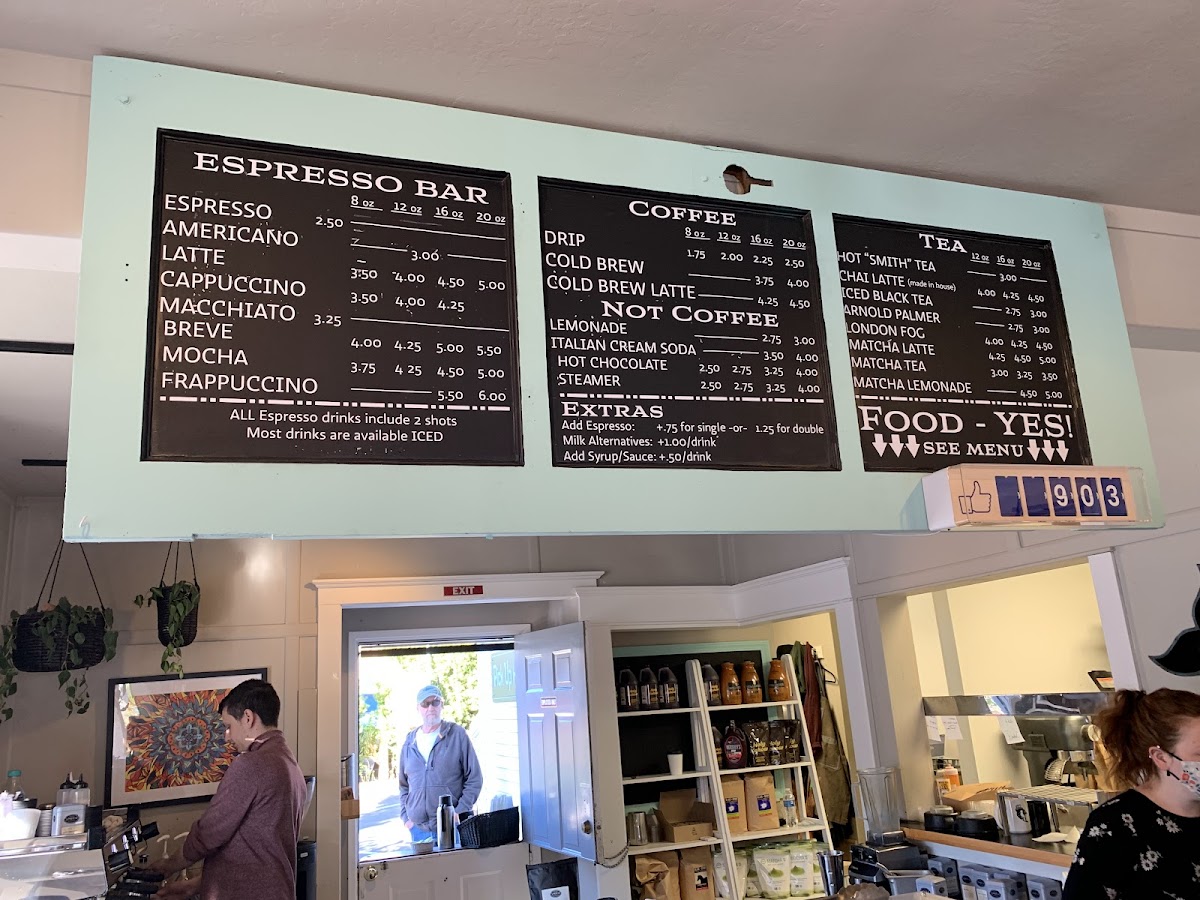 ESPRESSO BAR
8 oz 12 oz 16 oz 20 oz
ESPRESSO 2.50
AMERICANO 3.00
LATTE 3.50 4.00 4.50 5.00
CAPPUCCINO 3.50 4.00 4.25
MACCHIATO 3.25
BREVE 4.00 4.25 5.00 5.50
MOCHA 3.75 4 25 4.50 5.00
FRAPPUCCINO 5.50 6.00
ALL Espresso drinks include 2 shots
Most drinks are available ICED
COFFEE
8 oz 12 oz 16 oz 20 oz
DRIP 1.75 2.00 2.25 2.50
COLD BREW 3.75 4.00
COLD BREW LATTE 4.25 4.50
NOT COFFEE
LEMONADE 2.75 3.00
ITALIAN CREAM SODA 3.50 4.00
HOT CHOCOLATE 2.50 2.75 3.25 4.00
STEAMER 2.50 2.75 3.25 4.00
EXTRAS
Add Espresso: +.75 for single -or- 1.25 for double
Milk Alternatives: +1.00/drink
Add Syrup/Sauce: +.50/drink
TEA
12 oz 16 oz 20 oz
HOT "SMITH" TEA 3.00
CHAI LATTE (made in house) 4.00 4.25 4.50
ICED BLACK TEA 2.75 3.00
ARNOLD PALMER 2.75 3.00
LONDON FOG 4.00 4.25 4.50
MATCHA LATTE 4.25 4.50 5.00
MATCHA TEA 3.00 3.25 3.50
MATCHA LEMONADE 4.50 5.00
FOOD - YES!
SEE MENU
903
EXIT